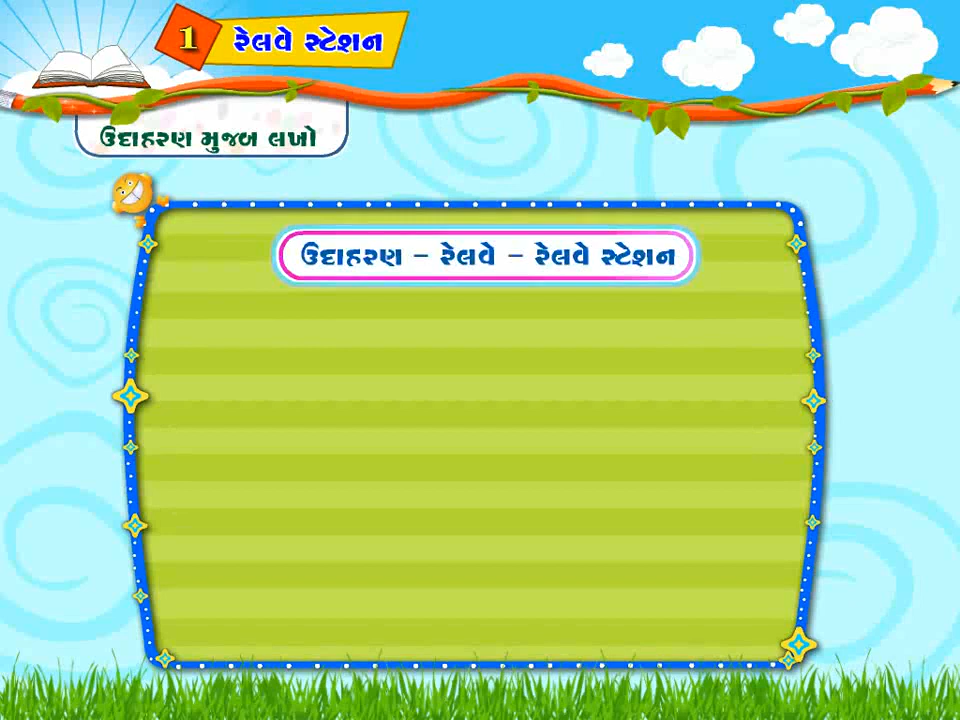 1 રેલવે સ્ટેશન
ઉદાહરણ મુજબ લખો
ઉદાહરણ – રેલવે – રેલવે સ્ટેશન